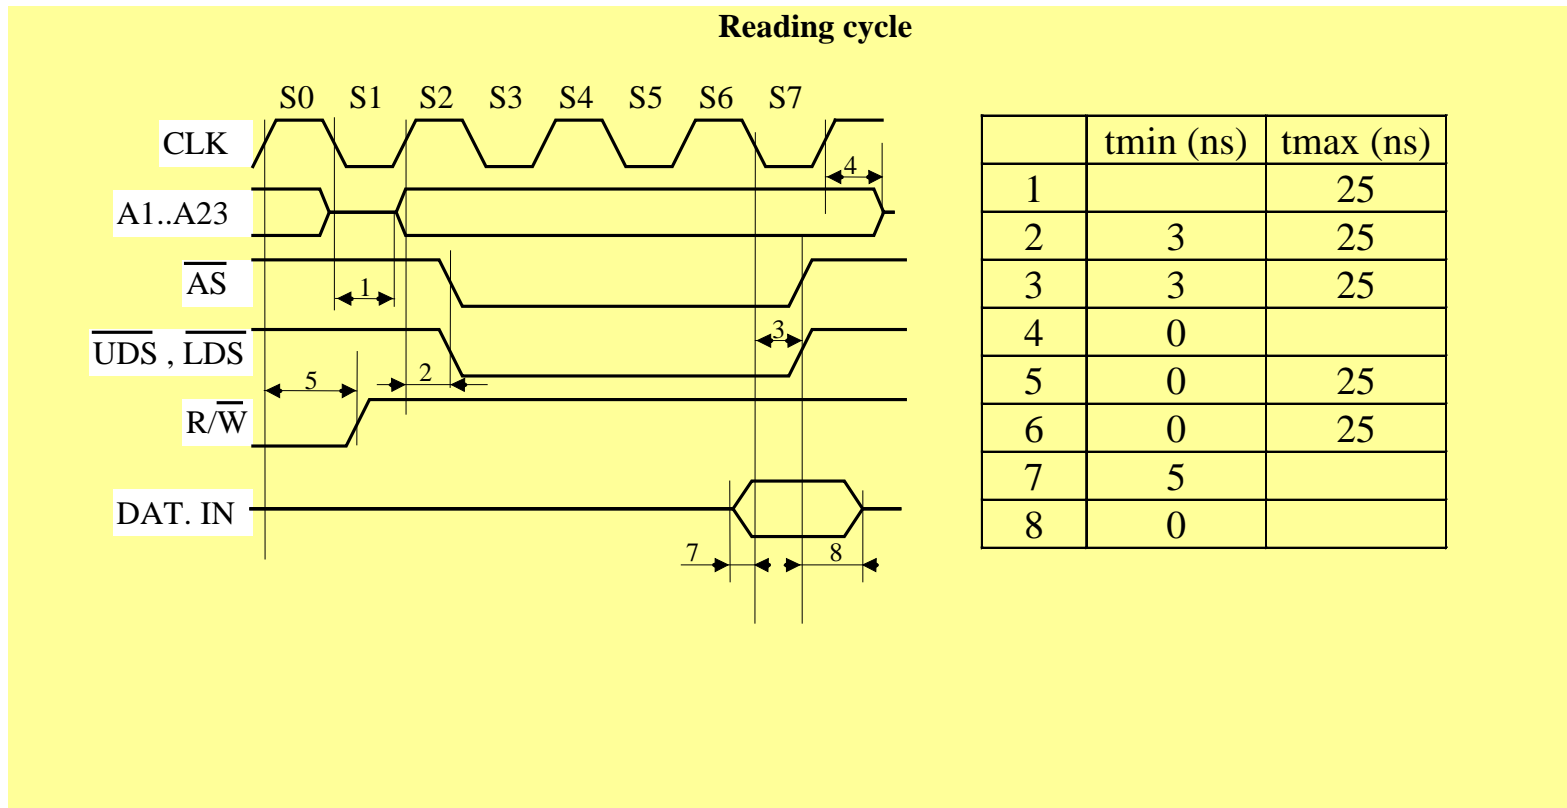 Reading cycle
S0 S1 S2 S3 S4 S5 S6 S7
CLK
A1..A23
AS
UDS , LDS
R/W
DAT. IN
4
1
3
5
2
7
8
tmin (ns) tmax (ns)
1 25
2 3 25
3 3 25
4 0
5 0 25
6 0 25
7 5
8 0